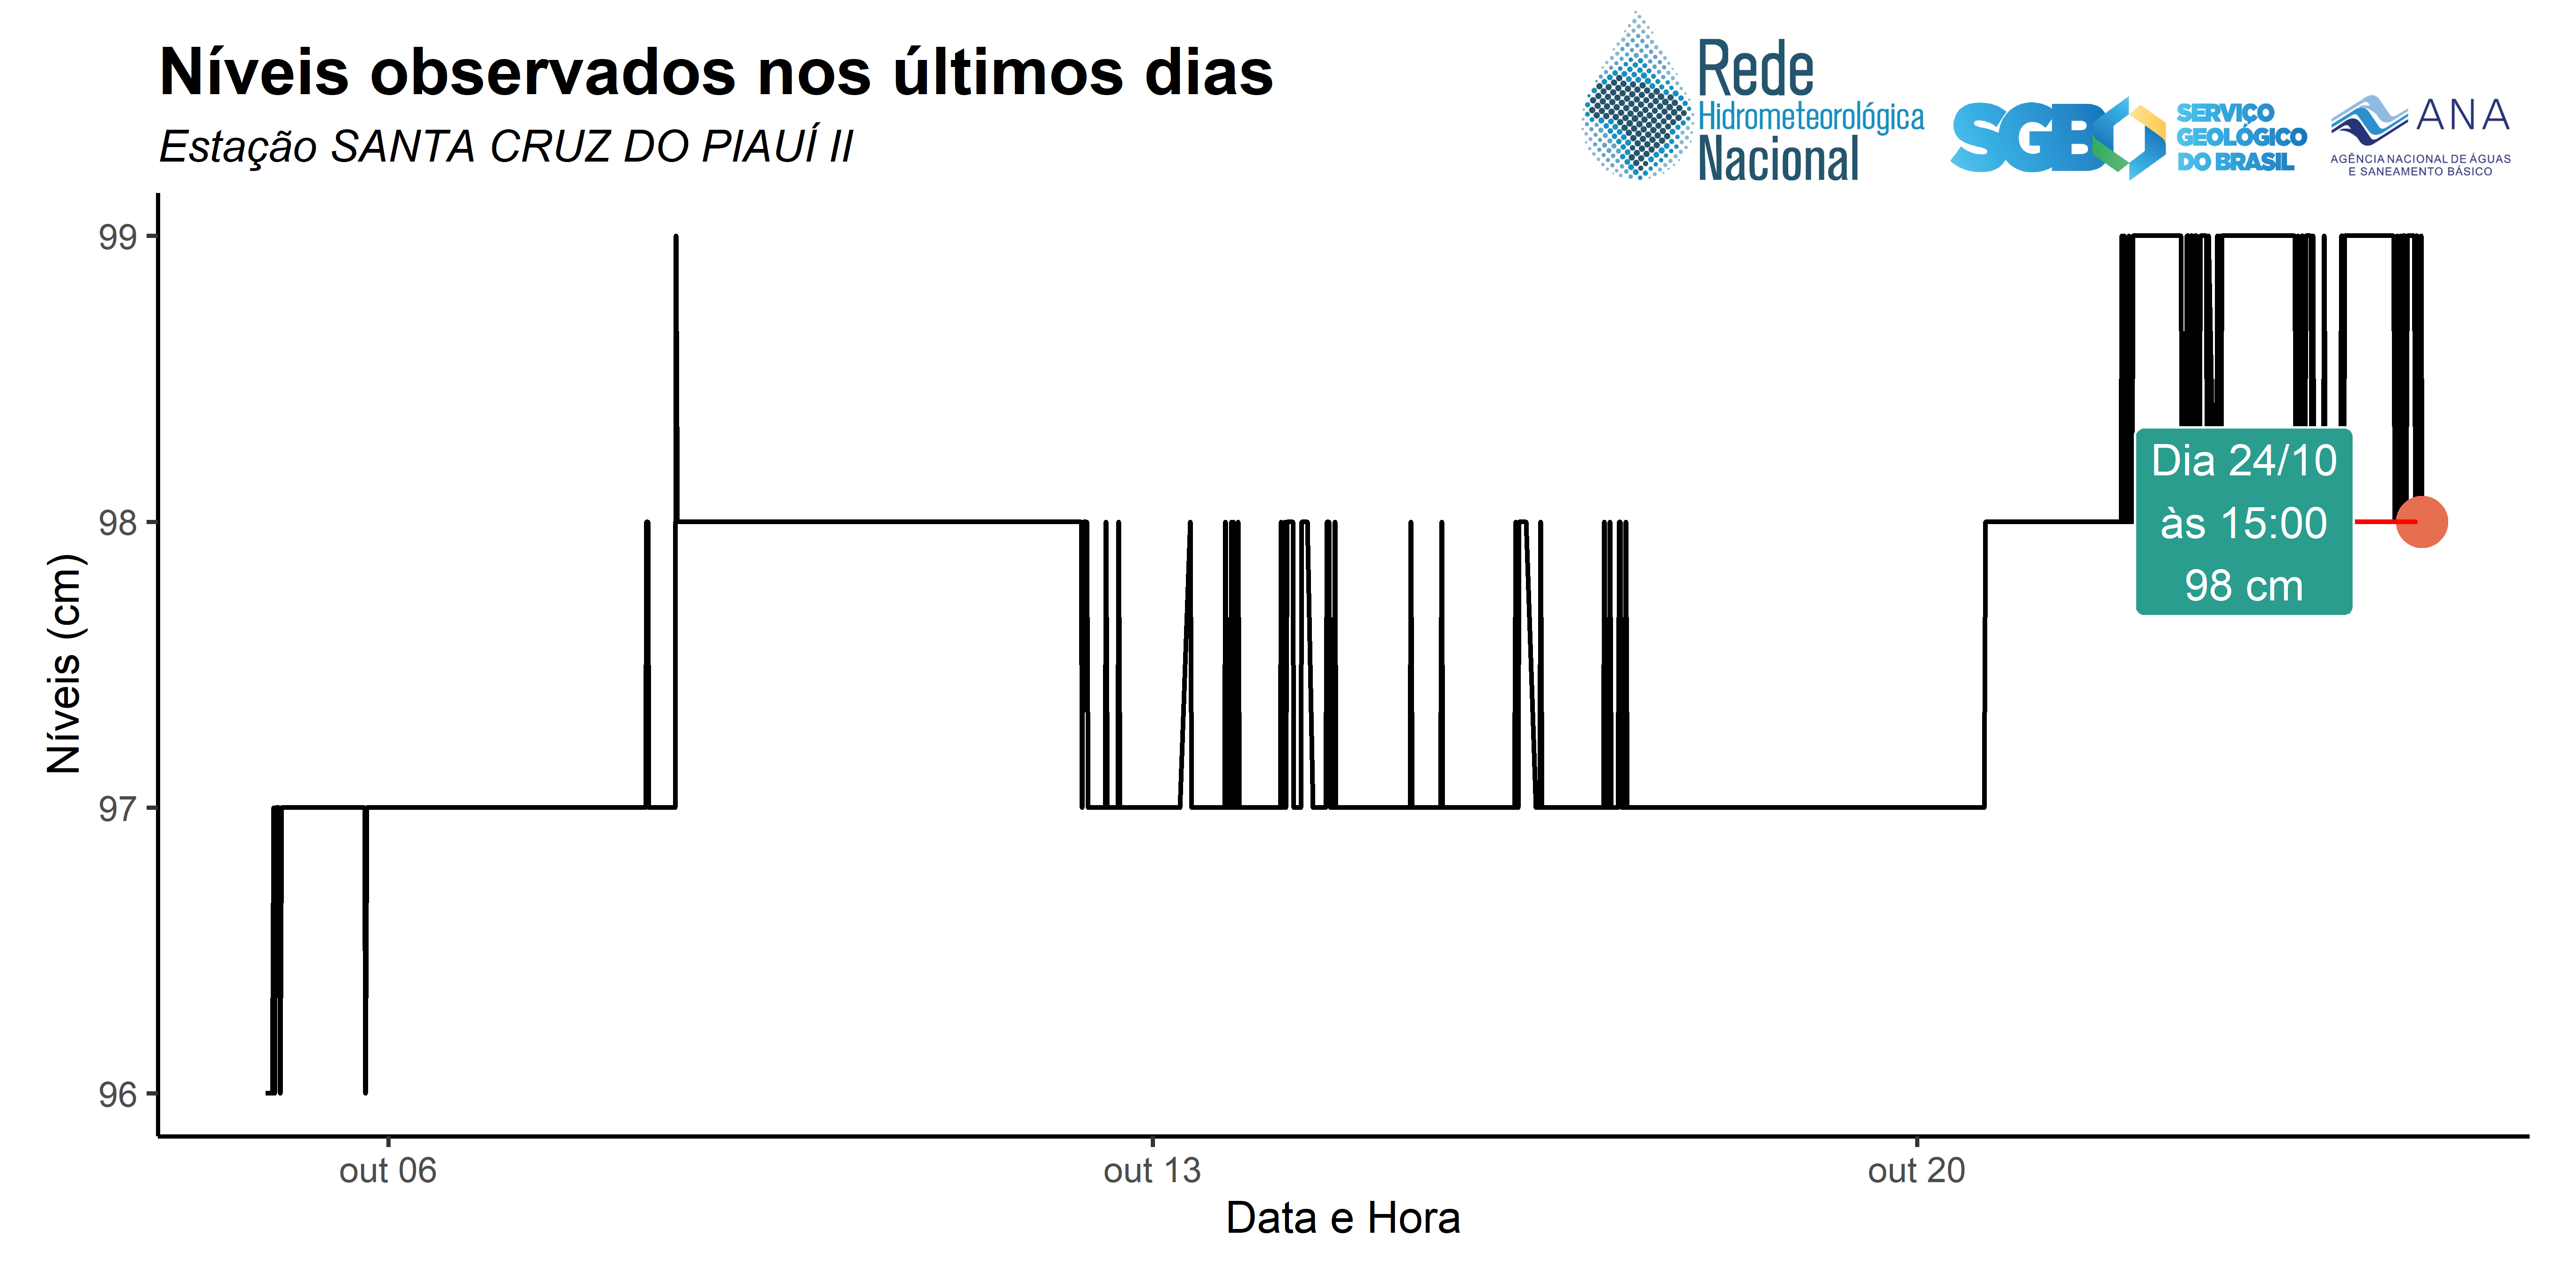 Níveis observados nos últimos dias
Estação SANTA CRUZ DO PIAUÍ II
Rede
Hidrometeorológica
Nacional
SGB
SERVIÇO
GEOLÓGICO
DO BRASIL
ANA
AGÊNCIA NACIONAL DE ÁGUAS
E SANEAMENTO BÁSICO
Níveis (cm)
99
98
97
96
Dia 24/10
às 15:00
98 cm
out 06
out 13
out 20
Data e Hora